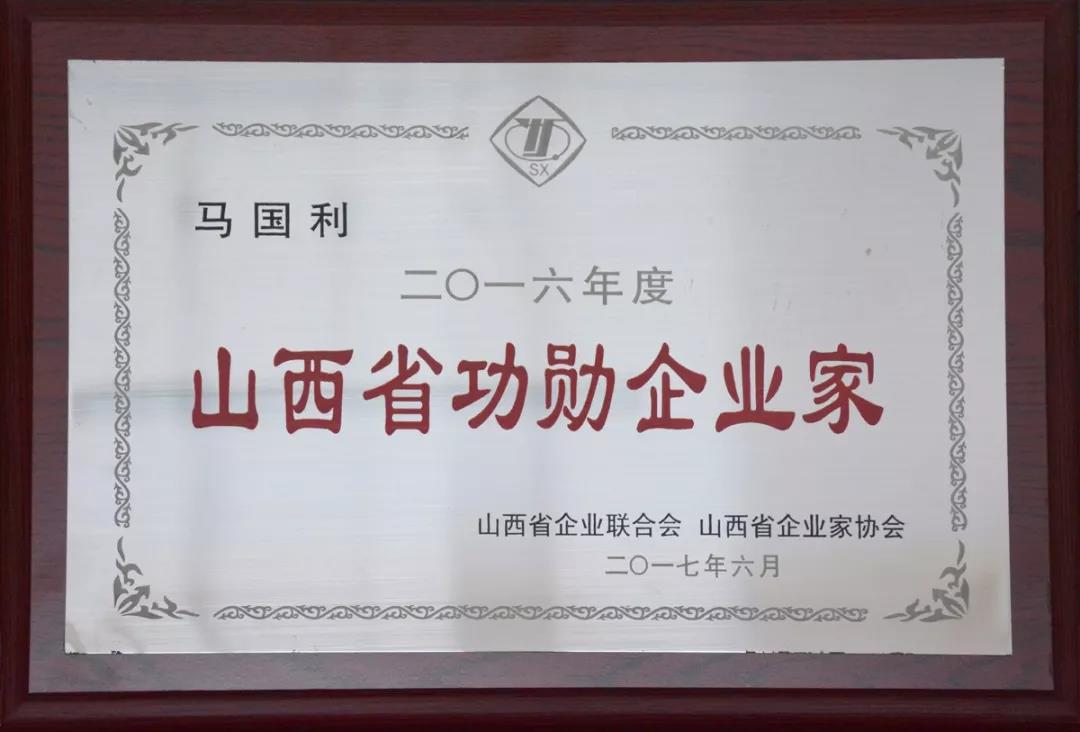 SX
马国利
二〇一六年度
山西省功勋企业家
山西省企业联合会 山西省企业家协会
二〇一七年六月